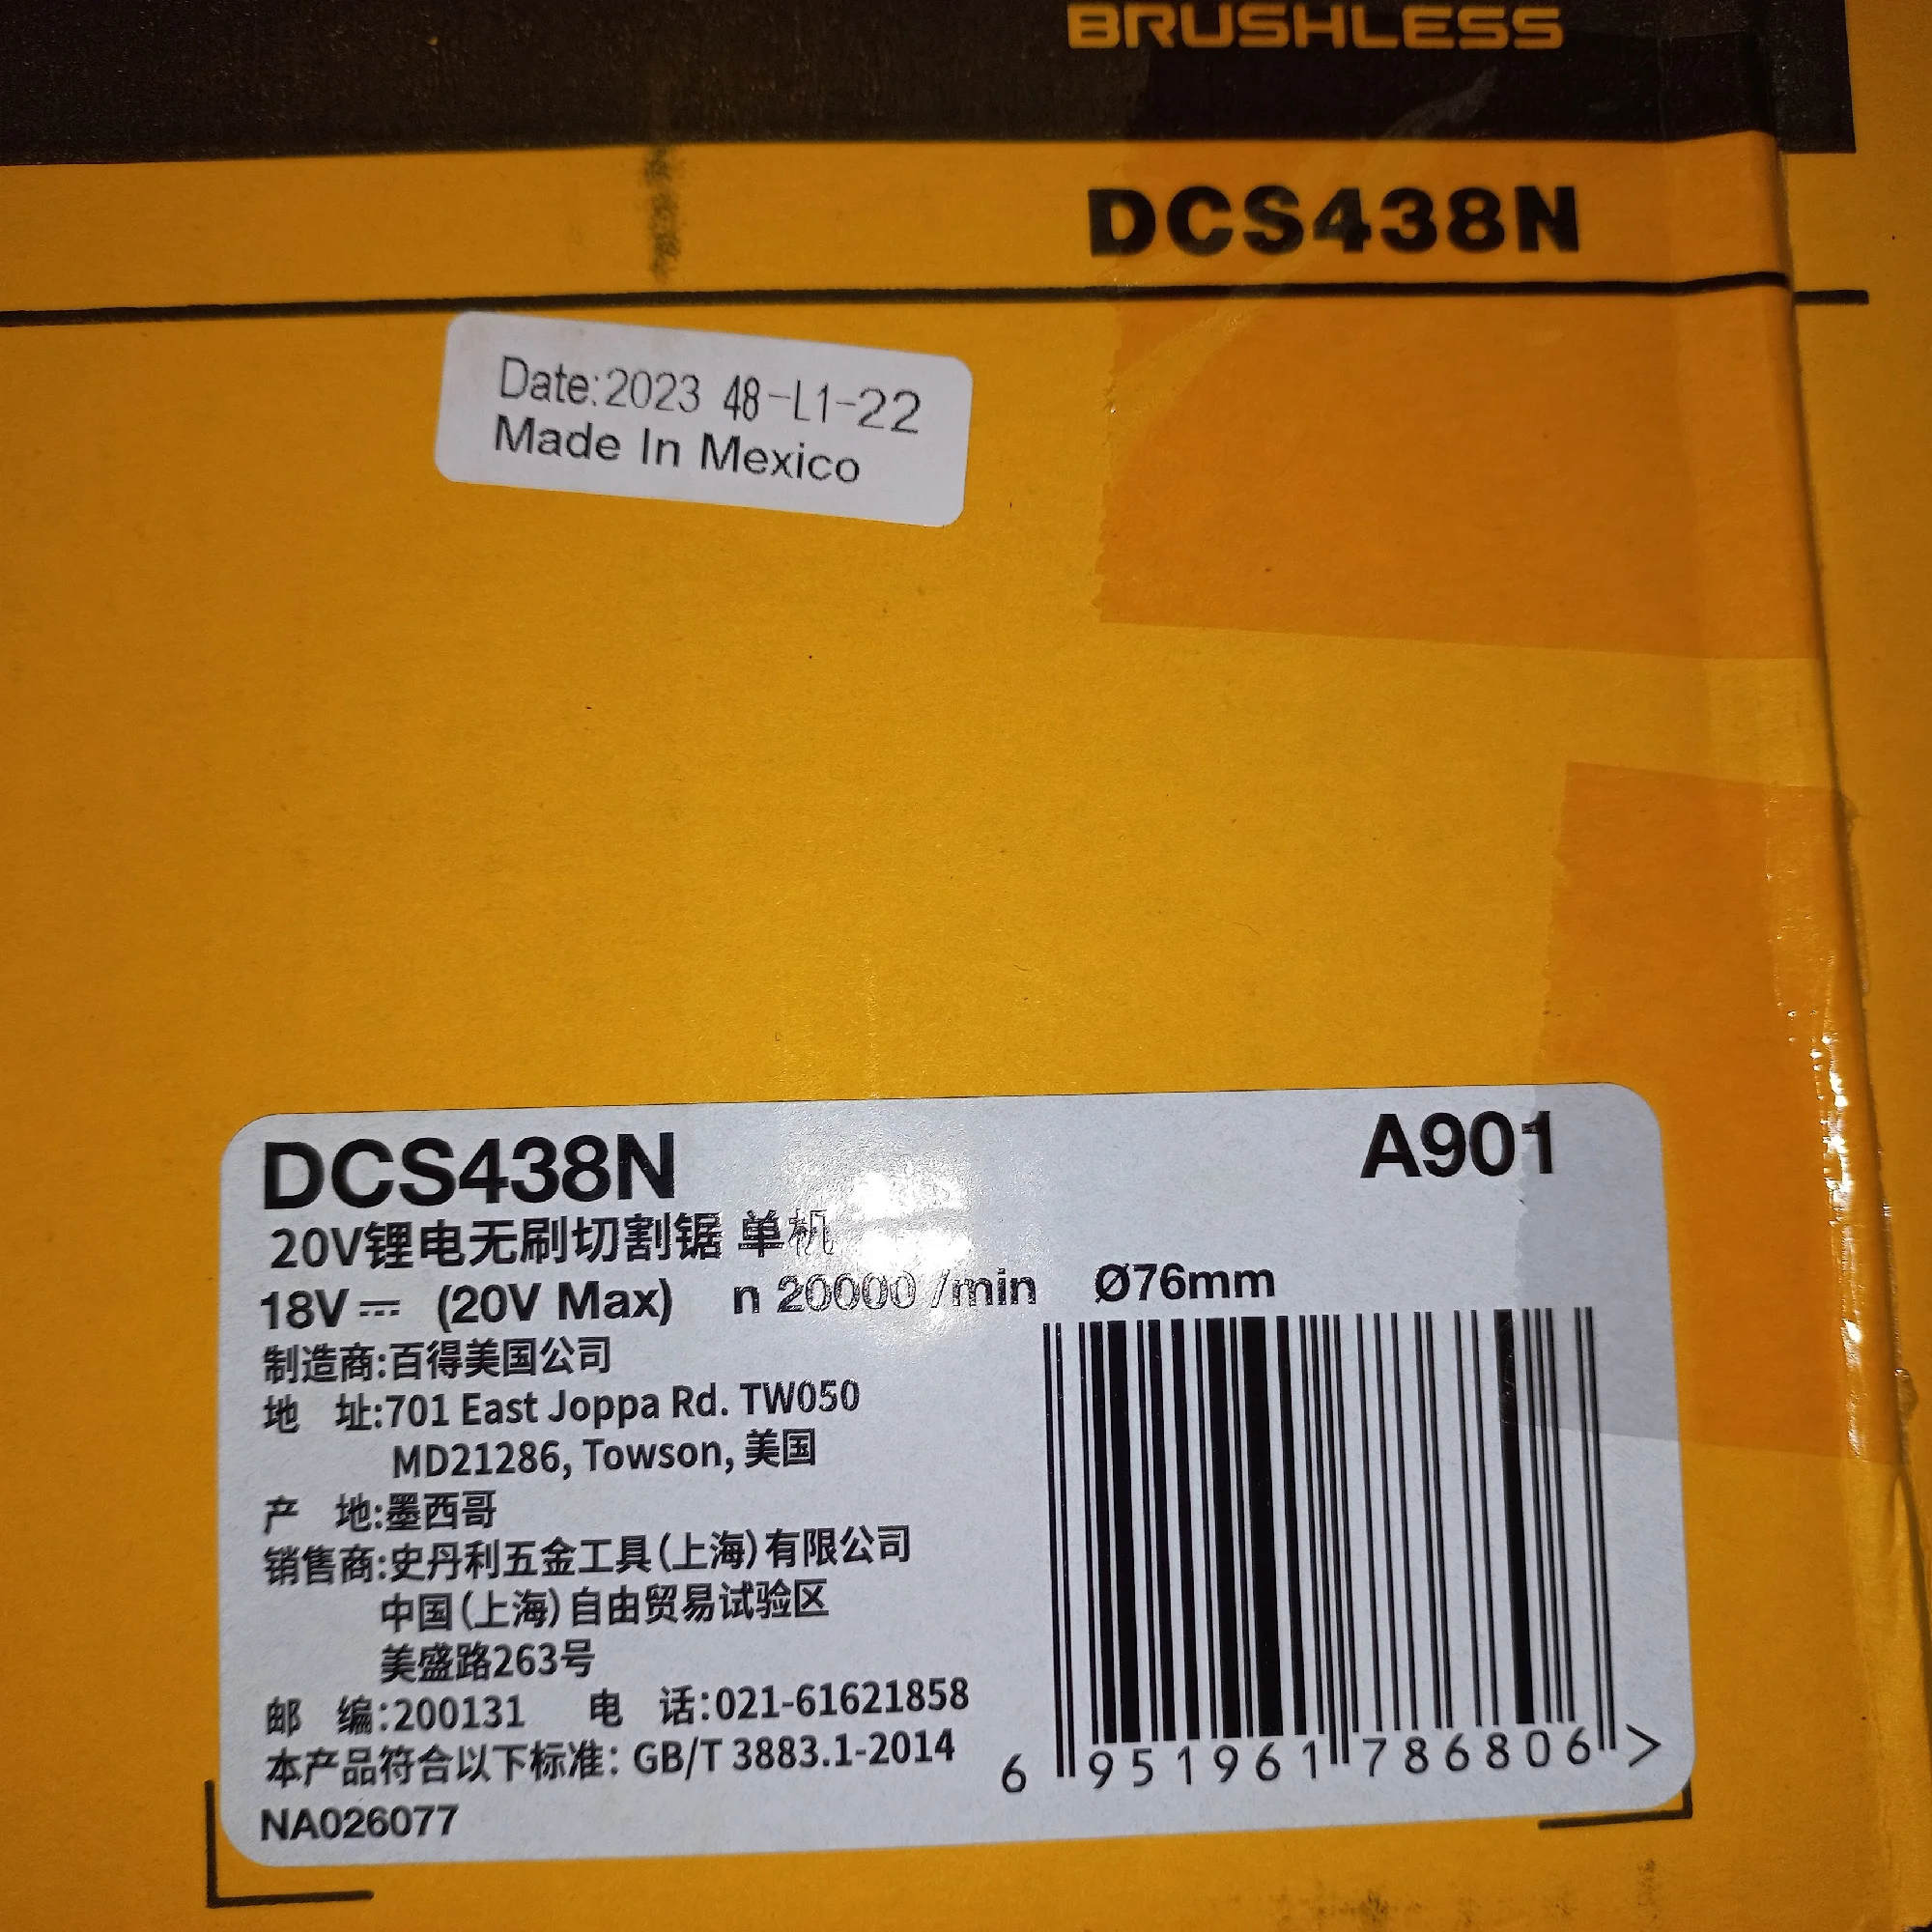 BRUSHLESS
DCS438N
Date:2023 48-L1-22
Made In Mexico
DCS438N
A901
20V锂电无刷切割锯 单机
18V⎓ (20V Max) n 20000 /min Ø76mm
制造商:百得美国公司
地 址:701 East Joppa Rd. TW050
MD21286, Towson, 美国
产 地:墨西哥
销售商:史丹利五金工具(上海)有限公司
中国(上海)自由贸易试验区
美盛路263号
邮 编:200131 电 话:021-61621858
本产品符合以下标准: GB/T 3883.1-2014
NA026077
6 951961 786806 >